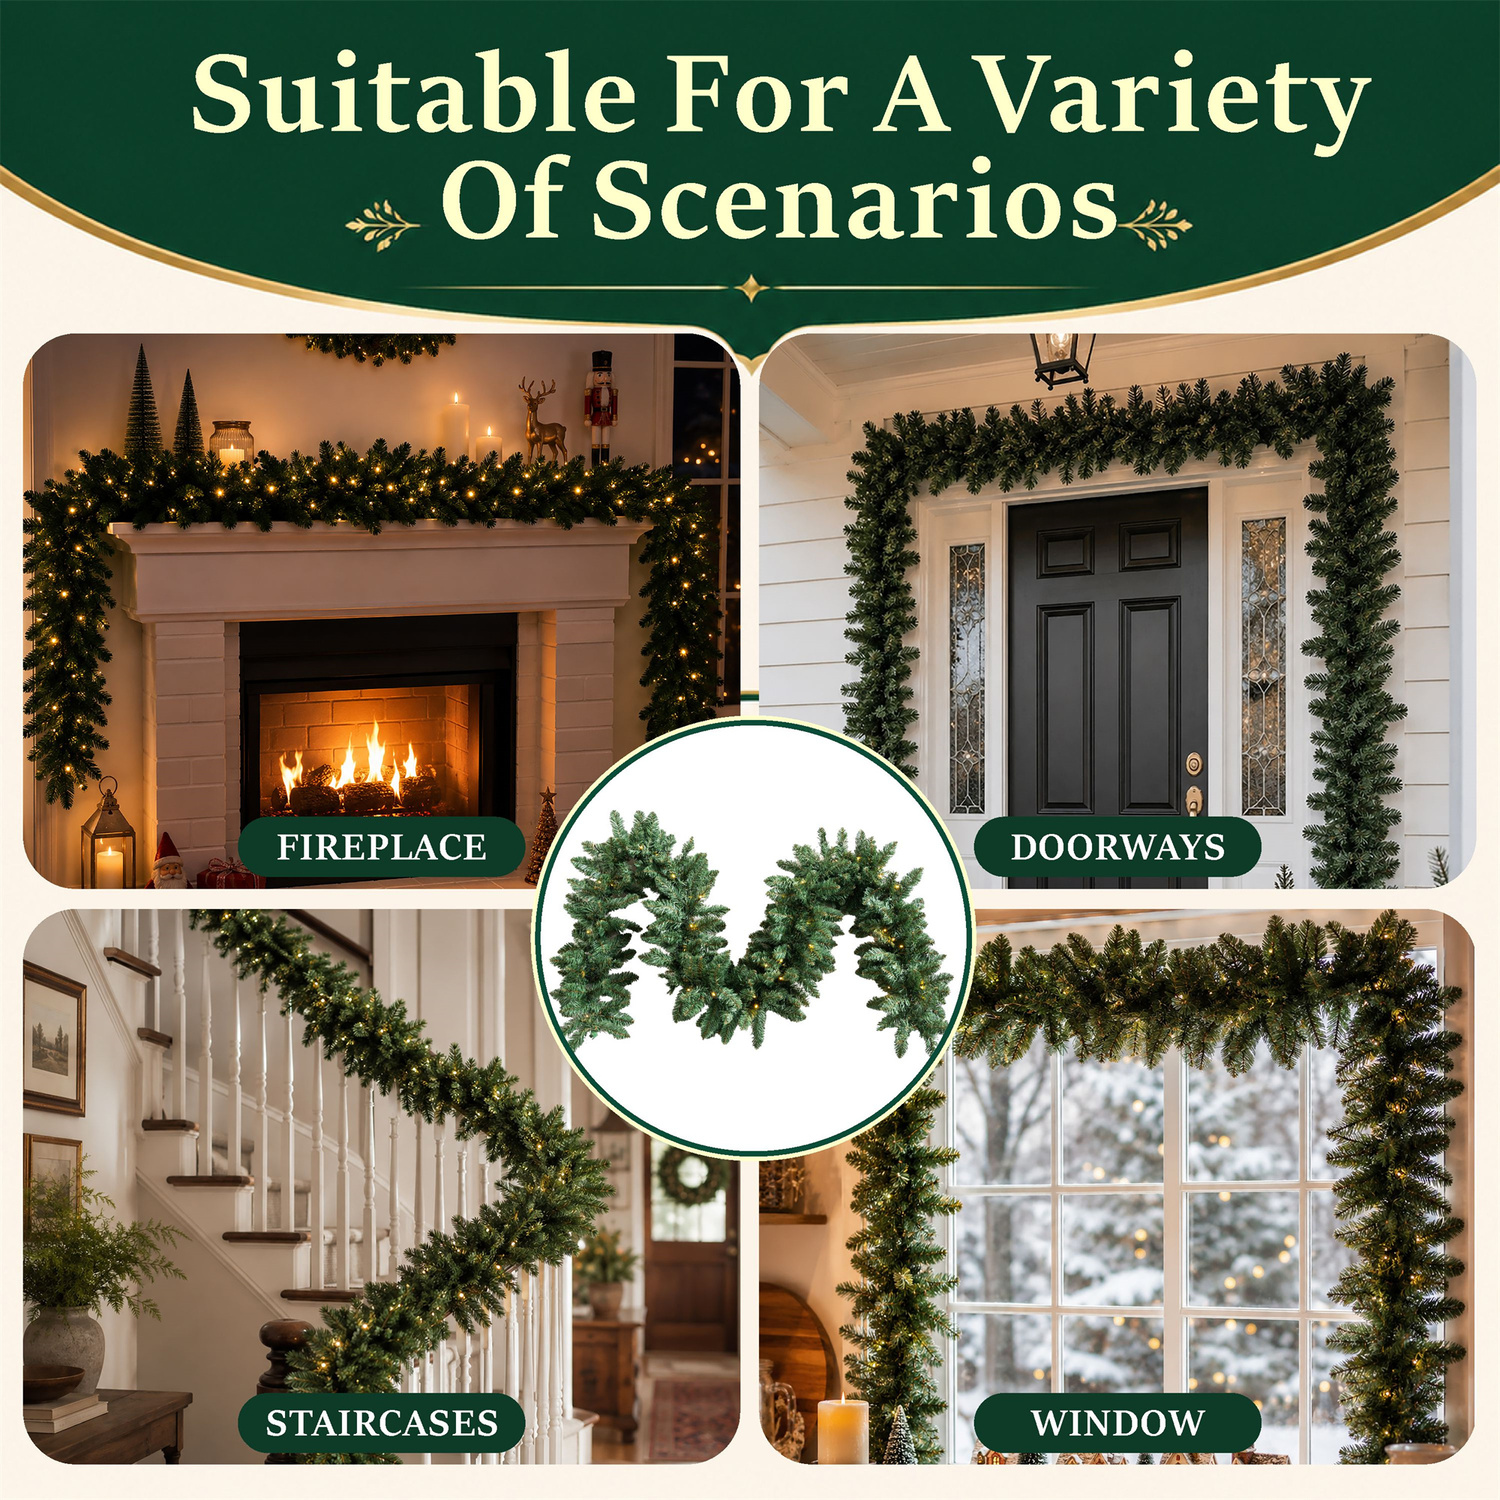 Suitable For A Variety
Of Scenarios
FIREPLACE
DOORWAYS
STAIRCASES
WINDOW